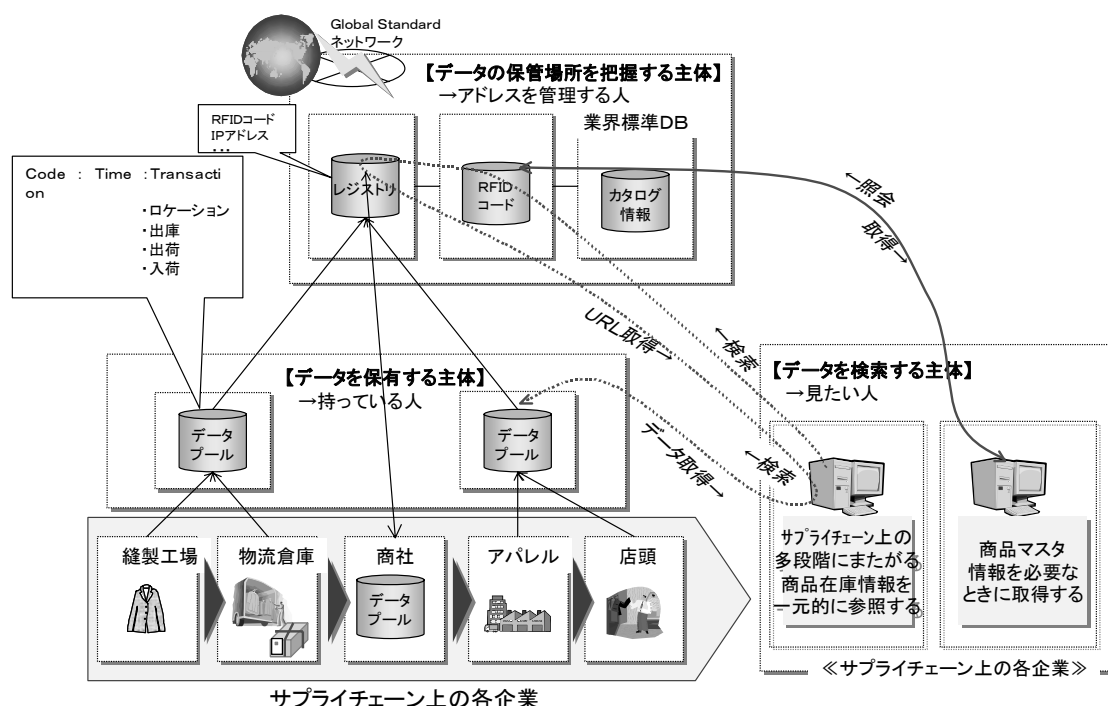 Global Standard
ネットワーク
【データの保管場所を把握する主体】
→アドレスを管理する人
業界標準DB
RFIDコード
IPアドレス
・・・
レジストリ
RFID
コード
カタログ
情報
Code : Time :Transacti
on
・ロケーション
・出庫
・出荷
・入荷
←照会
取得→
URL取得→
←検索
【データを保有する主体】
→持っている人
データ
プール
データ
プール
データ取得→
←検索
【データを検索する主体】
→見たい人
サプライチェーン上の
多段階にまたがる
商品在庫情報を
一元的に参照する
商品マスタ
情報を必要な
ときに取得する
≪サプライチェーン上の各企業≫
縫製工場
物流倉庫
商社
アパレル
店頭
データ
プール
サプライチェーン上の各企業